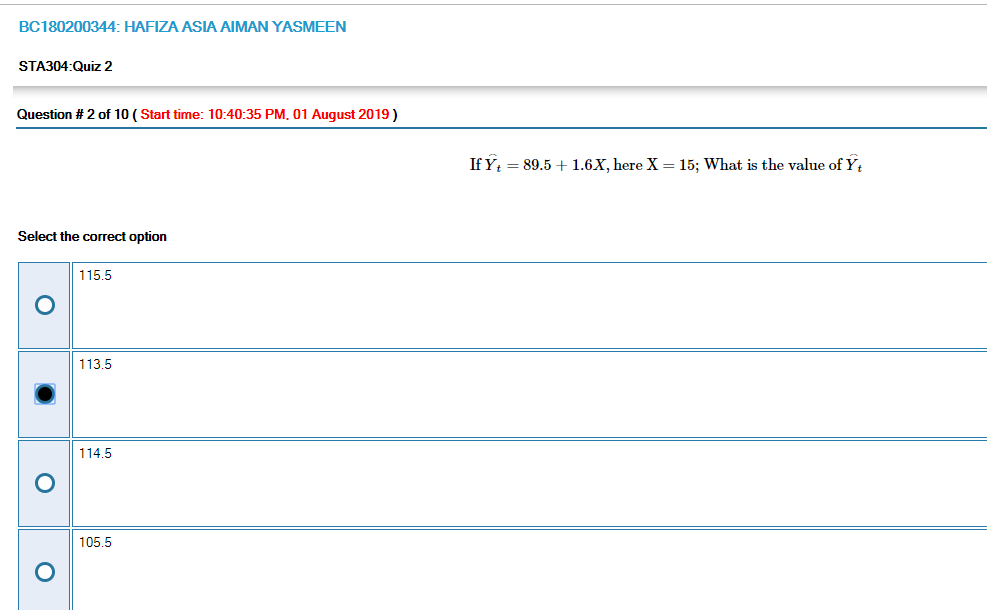 BC180200344: HAFIZA ASIA AIMAN YASMEEN
STA304:Quiz 2
Question # 2 of 10 ( Start time: 10:40:35 PM, 01 August 2019 )
If Ŷₜ = 89.5 + 1.6X, here X = 15; What is the value of Ŷₜ
Select the correct option
115.5
113.5
114.5
105.5